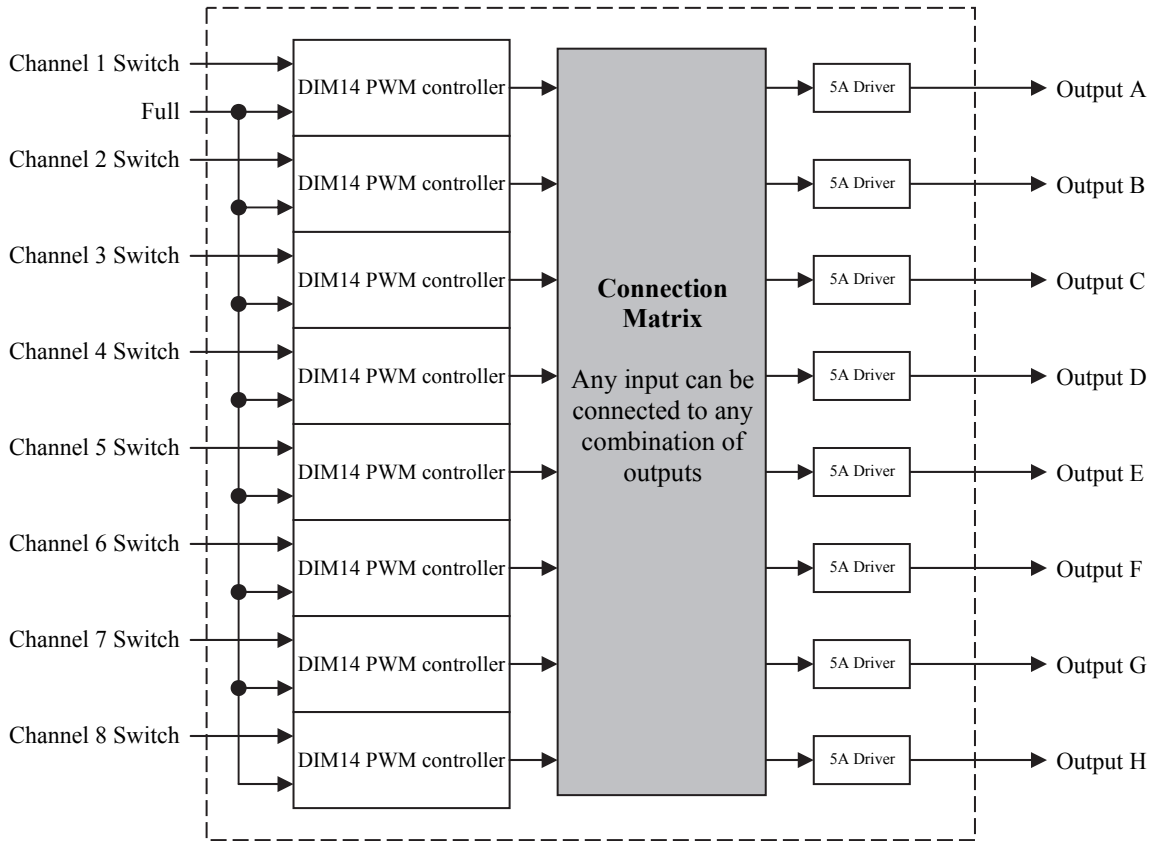 Channel 1 Switch
Full
Channel 2 Switch
Channel 3 Switch
Channel 4 Switch
Channel 5 Switch
Channel 6 Switch
Channel 7 Switch
Channel 8 Switch
DIM14 PWM controller
DIM14 PWM controller
DIM14 PWM controller
DIM14 PWM controller
DIM14 PWM controller
DIM14 PWM controller
DIM14 PWM controller
DIM14 PWM controller
Connection
Matrix
Any input can be
connected to any
combination of
outputs
5A Driver
5A Driver
5A Driver
5A Driver
5A Driver
5A Driver
5A Driver
5A Driver
Output A
Output B
Output C
Output D
Output E
Output F
Output G
Output H